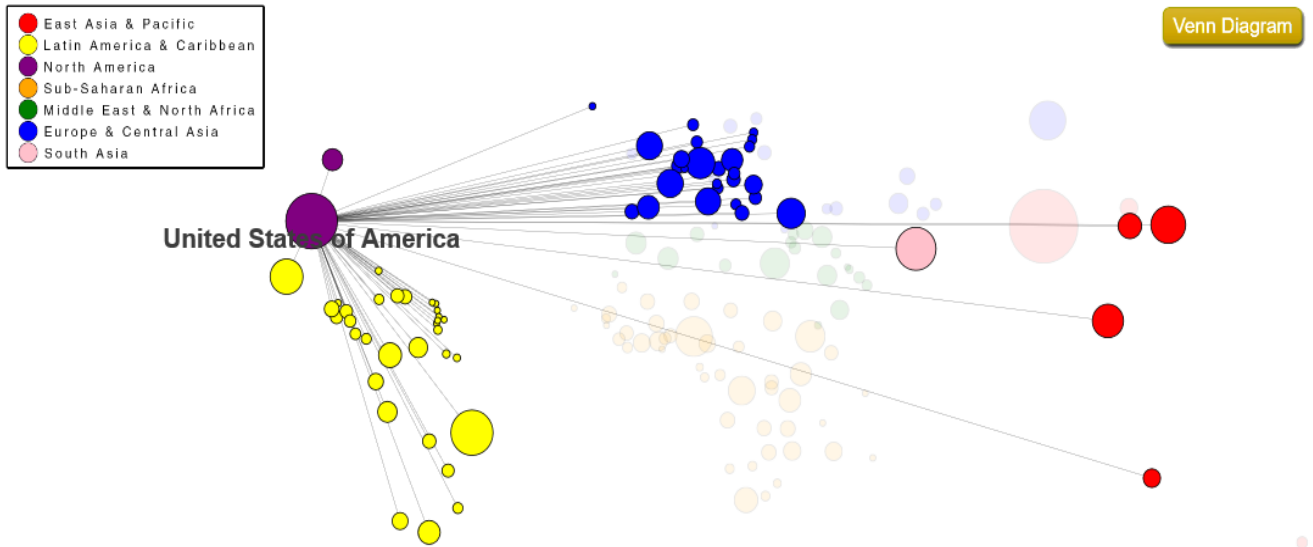 East Asia & Pacific
Latin America & Caribbean
North America
Sub-Saharan Africa
Middle East & North Africa
Europe & Central Asia
South Asia
Venn Diagram
United States of America